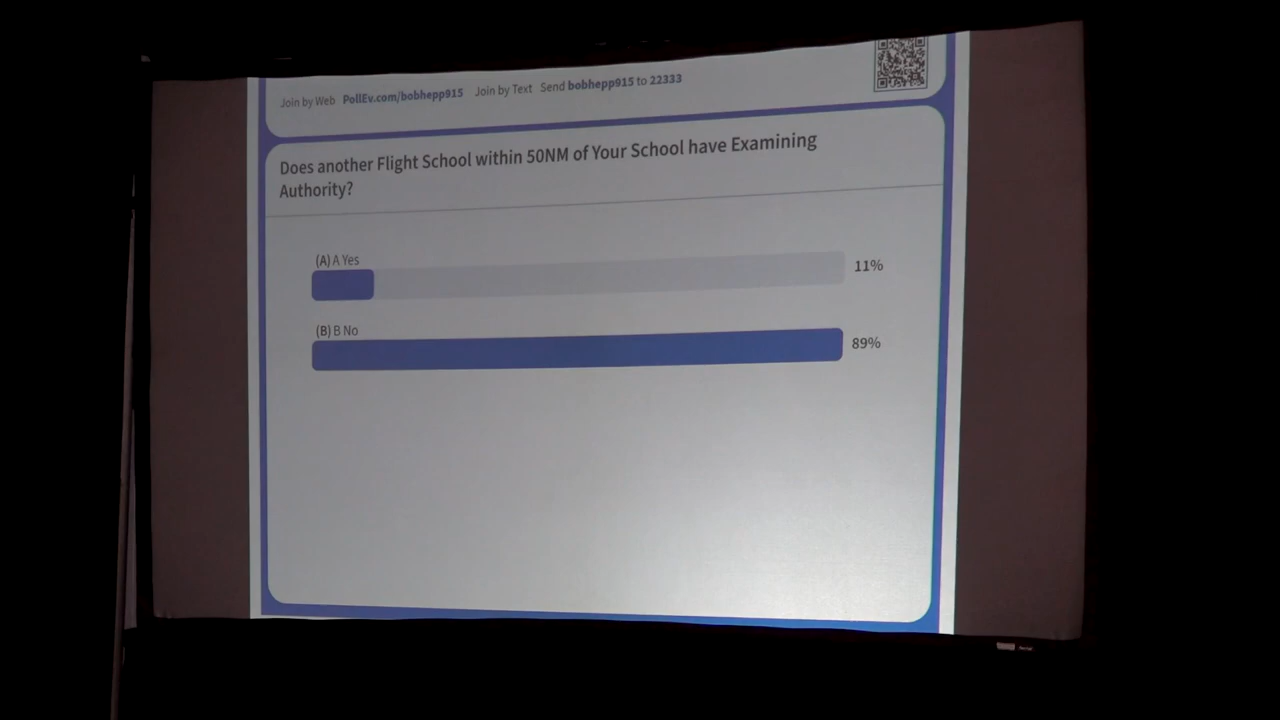 Join by Web PollEv.com/bobhepp915 Join by Text Send bobhepp915 to 22333
Does another Flight School within 50NM of Your School have Examining
Authority?
(A) A Yes
11%
(B) B No
89%